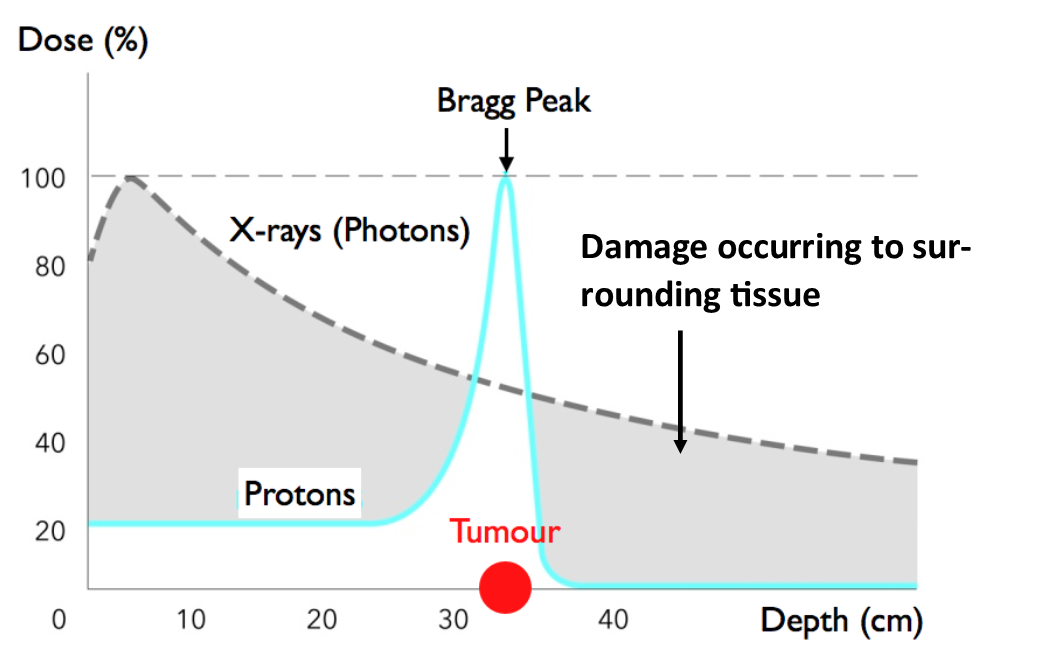 Dose (%)
Bragg Peak
100
X-rays (Photons)
Damage occurring to sur-
rounding tissue
80
60
40
Protons
20
Tumour
0 10 20 30 40 Depth (cm)